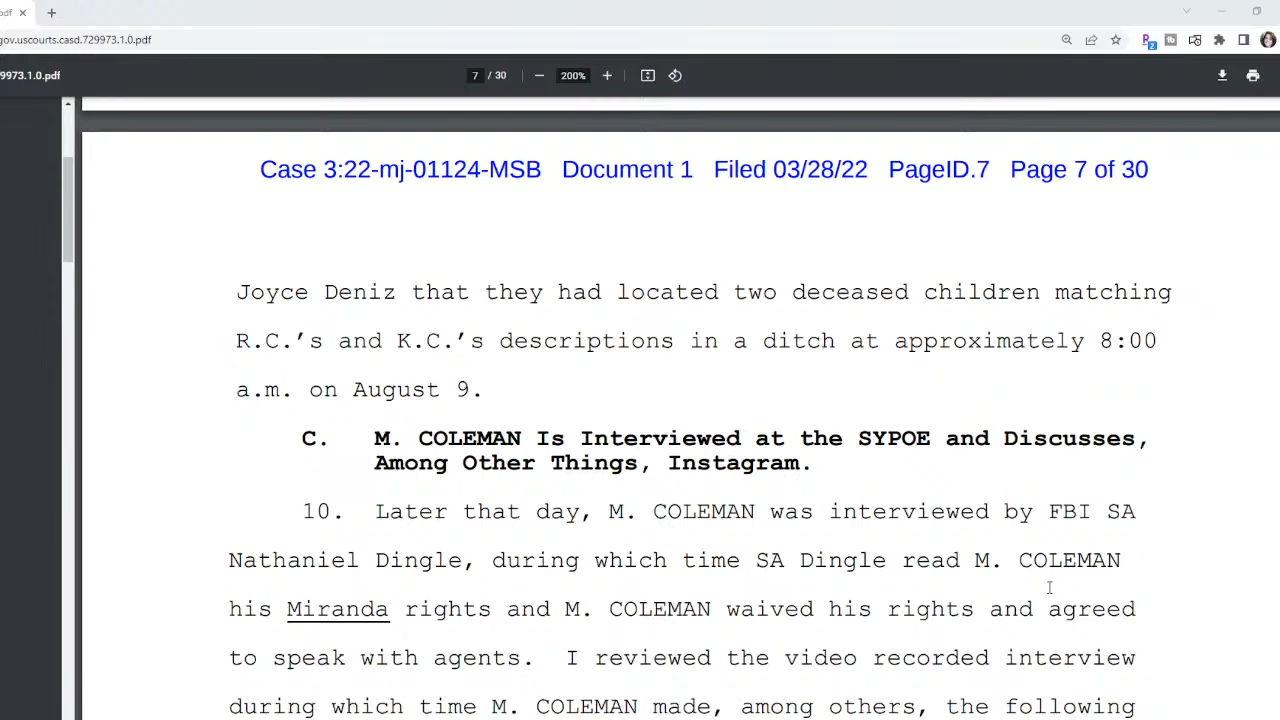 pdf
gov.uscourts.casd.729973.1.0.pdf
2
9973.1.0.pdf
7 / 30
200%
Case 3:22-mj-01124-MSB Document 1 Filed 03/28/22 PageID.7 Page 7 of 30
Joyce Deniz that they had located two deceased children matching
R.C.’s and K.C.’s descriptions in a ditch at approximately 8:00
a.m. on August 9.
C. M. COLEMAN Is Interviewed at the SYPOE and Discusses,
Among Other Things, Instagram.
10. Later that day, M. COLEMAN was interviewed by FBI SA
Nathaniel Dingle, during which time SA Dingle read M. COLEMAN
his Miranda rights and M. COLEMAN waived his rights and agreed
to speak with agents. I reviewed the video recorded interview
during which time M. COLEMAN made, among others, the following